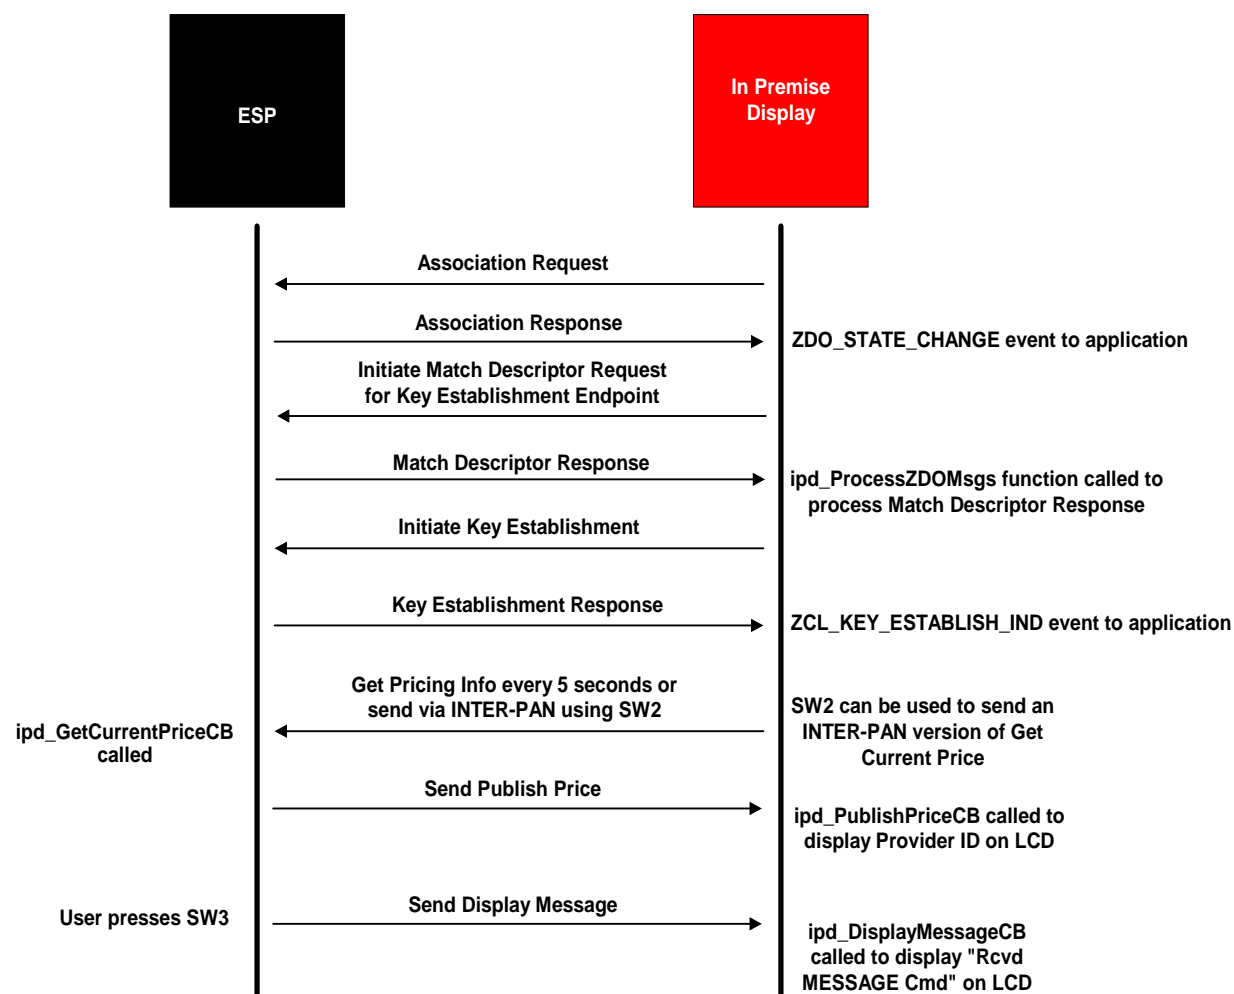 ESP
In Premise
Display
Association Request
Association Response
ZDO_STATE_CHANGE event to application
Initiate Match Descriptor Request
for Key Establishment Endpoint
Match Descriptor Response
ipd_ProcessZDOMsgs function called to
process Match Descriptor Response
Initiate Key Establishment
Key Establishment Response
ZCL_KEY_ESTABLISH_IND event to application
Get Pricing Info every 5 seconds or
send via INTER-PAN using SW2
ipd_GetCurrentPriceCB
called
SW2 can be used to send an
INTER-PAN version of Get
Current Price
Send Publish Price
ipd_PublishPriceCB called to
display Provider ID on LCD
User presses SW3
Send Display Message
ipd_DisplayMessageCB
called to display "Rcvd
MESSAGE Cmd" on LCD